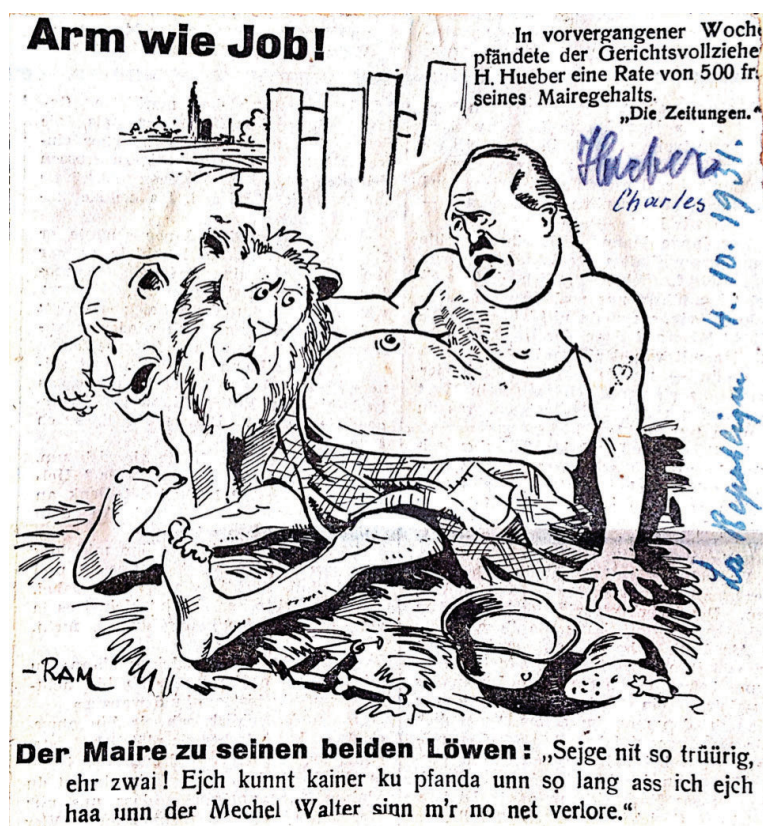 Arm wie Job!
In vorvergangener Woche
pfändete der Gerichtsvollziehe
H. Hueber eine Rate von 500 fr.
seines Mairegehalts.
„Die Zeitungen.“
Hueber
Charles
La République 4.10.1931.
-RAM
Der Maire zu seinen beiden Löwen: „Sejge nit so trüürig,
ehr zwai! Ejch kunnt kainer ku pfanda unn so lang ass ich ejch
haa unn der Mechel Walter sinn m'r no net verlore.“